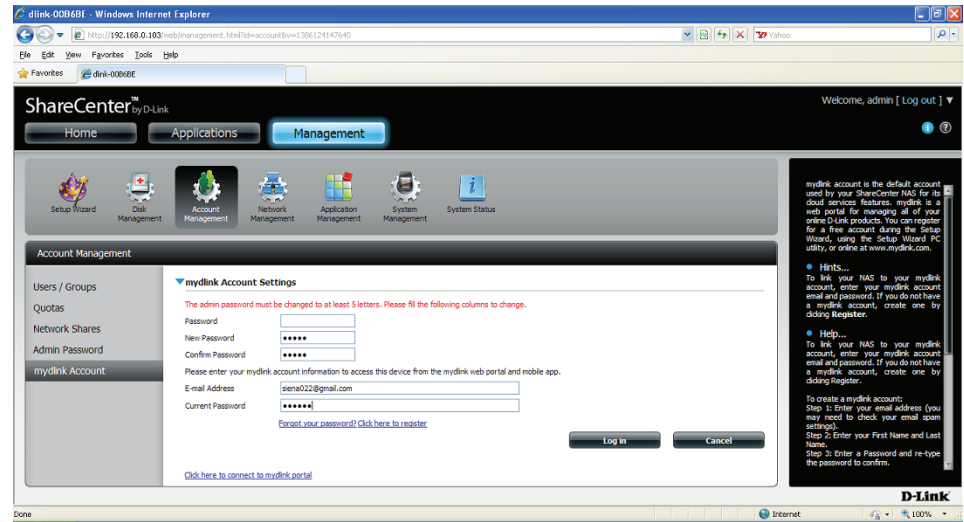 dlink-00B6BE - Windows Internet Explorer
http://192.168.0.103/web/management.html?id=account&v=1386124147640
Yahoo
File Edit View Favorites Tools Help
Favorites dlink-00B6BE
ShareCenter™ by D-Link
Welcome, admin [ Log out ] ▼
Home Applications Management
Setup Wizard
Disk Management
Account Management
Network Management
Application Management
System Management
System Status
Account Management
Users / Groups
Quotas
Network Shares
Admin Password
mydlink Account
mydlink Account Settings
The admin password must be changed to at least 5 letters. Please fill the following columns to change.
Password
New Password •••••
Confirm Password •••••
Please enter your mydlink account information to access this device from the mydlink web portal and mobile app.
E-mail Address siena022@gmail.com
Current Password ••••••
Forgot your password? Click here to register
Log in Cancel
Click here to connect to mydlink portal
mydlink account is the default account
used by your ShareCenter NAS for its
cloud services features. mydlink is a
web portal for managing all of your
online D-Link products. You can register
for a free account during the Setup
Wizard, using the Setup Wizard PC
utility, or online at www.mydlink.com.
Hints...
To link your NAS to your mydlink
account, enter your mydlink account
email and password. If you do not have
a mydlink account, create one by
clicking Register.
Help...
To link your NAS to your mydlink
account, enter your mydlink account
email and password. If you do not have
a mydlink account, create one by
clicking Register.
To create a mydlink account:
Step 1: Enter your email address (you
may need to check your email spam
settings).
Step 2: Enter your First Name and Last
Name.
Step 3: Enter a Password and re-type
the password to confirm.
D-Link
Done
Internet
100%